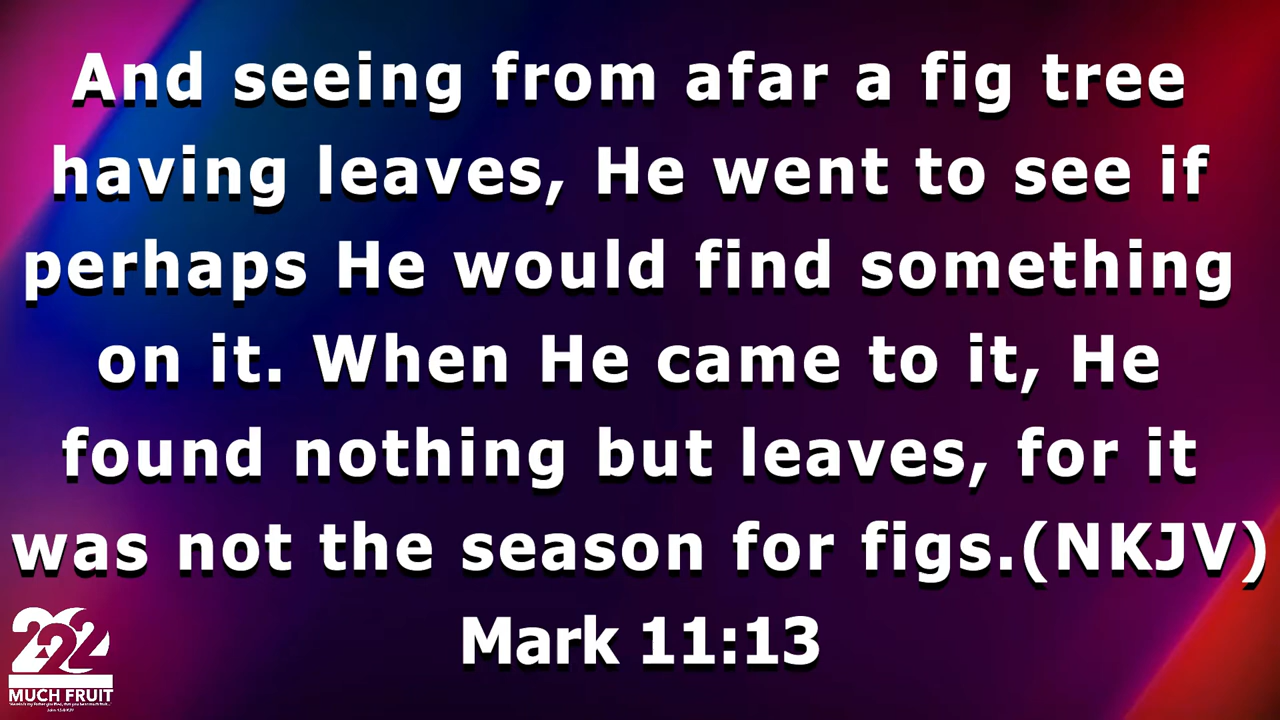 And seeing from afar a fig tree
having leaves, He went to see if
perhaps He would find something
on it. When He came to it, He
found nothing but leaves, for it
was not the season for figs.(NKJV)
Mark 11:13
2022
MUCH FRUIT